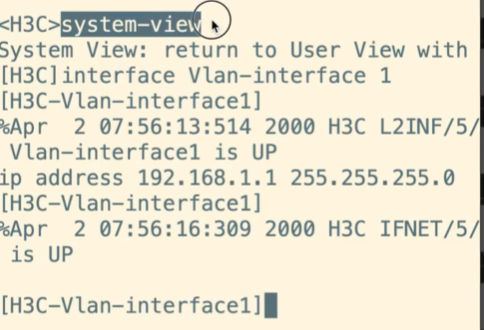 <H3C>system-view
System View: return to User View with
[H3C]interface Vlan-interface 1
[H3C-Vlan-interface1]
%Apr  2 07:56:13:514 2000 H3C L2INF/5/
 Vlan-interface1 is UP
ip address 192.168.1.1 255.255.255.0
[H3C-Vlan-interface1]
%Apr  2 07:56:16:309 2000 H3C IFNET/5/
 is UP
[H3C-Vlan-interface1]